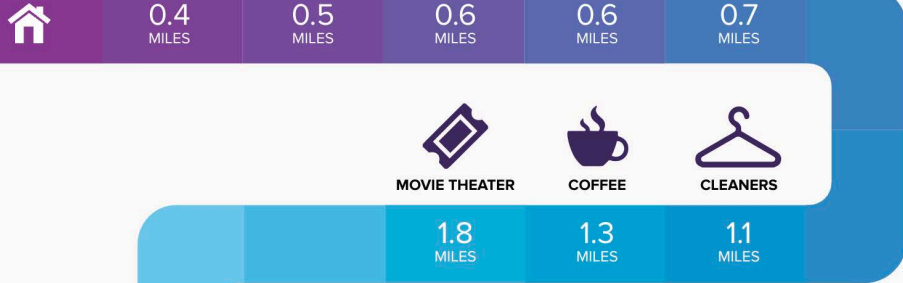 0.4
MILES
0.5
MILES
0.6
MILES
0.6
MILES
0.7
MILES
MOVIE THEATER
COFFEE
CLEANERS
1.8
MILES
1.3
MILES
1.1
MILES